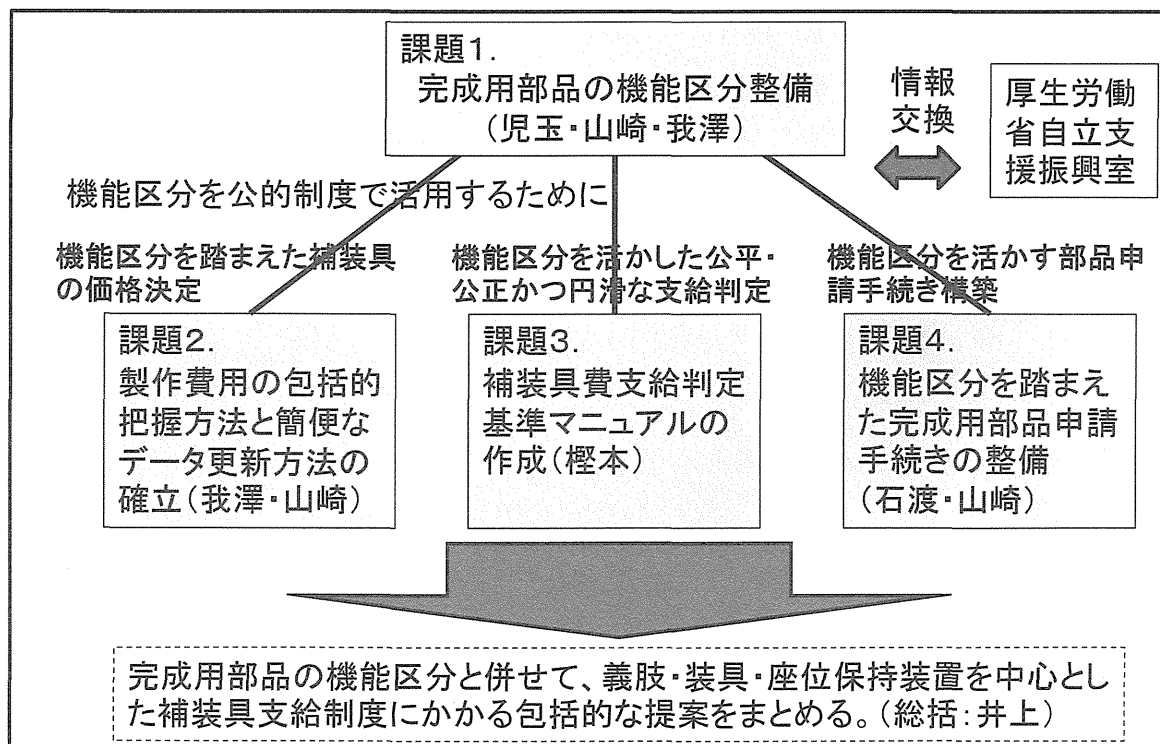 課題1.
完成用部品の機能区分整備
(児玉・山崎・我澤)
情報
交換
厚生労働
省自立支
援振興室
機能区分を公的制度で活用するために
機能区分を踏まえた補装具
の価格決定
機能区分を活かした公平・
公正かつ円滑な支給判定
機能区分を活かす部品申
請手続き構築
課題2.
製作費用の包括的
把握方法と簡便な
データ更新方法の
確立(我澤・山崎)
課題3.
補装具費支給判定
基準マニュアルの
作成(樫本)
課題4.
機能区分を踏まえ
た完成用部品申請
手続きの整備
(石渡・山崎)
完成用部品の機能区分と併せて、義肢・装具・座位保持装置を中心とし
た補装具支給制度にかかる包括的な提案をまとめる。(総括:井上)